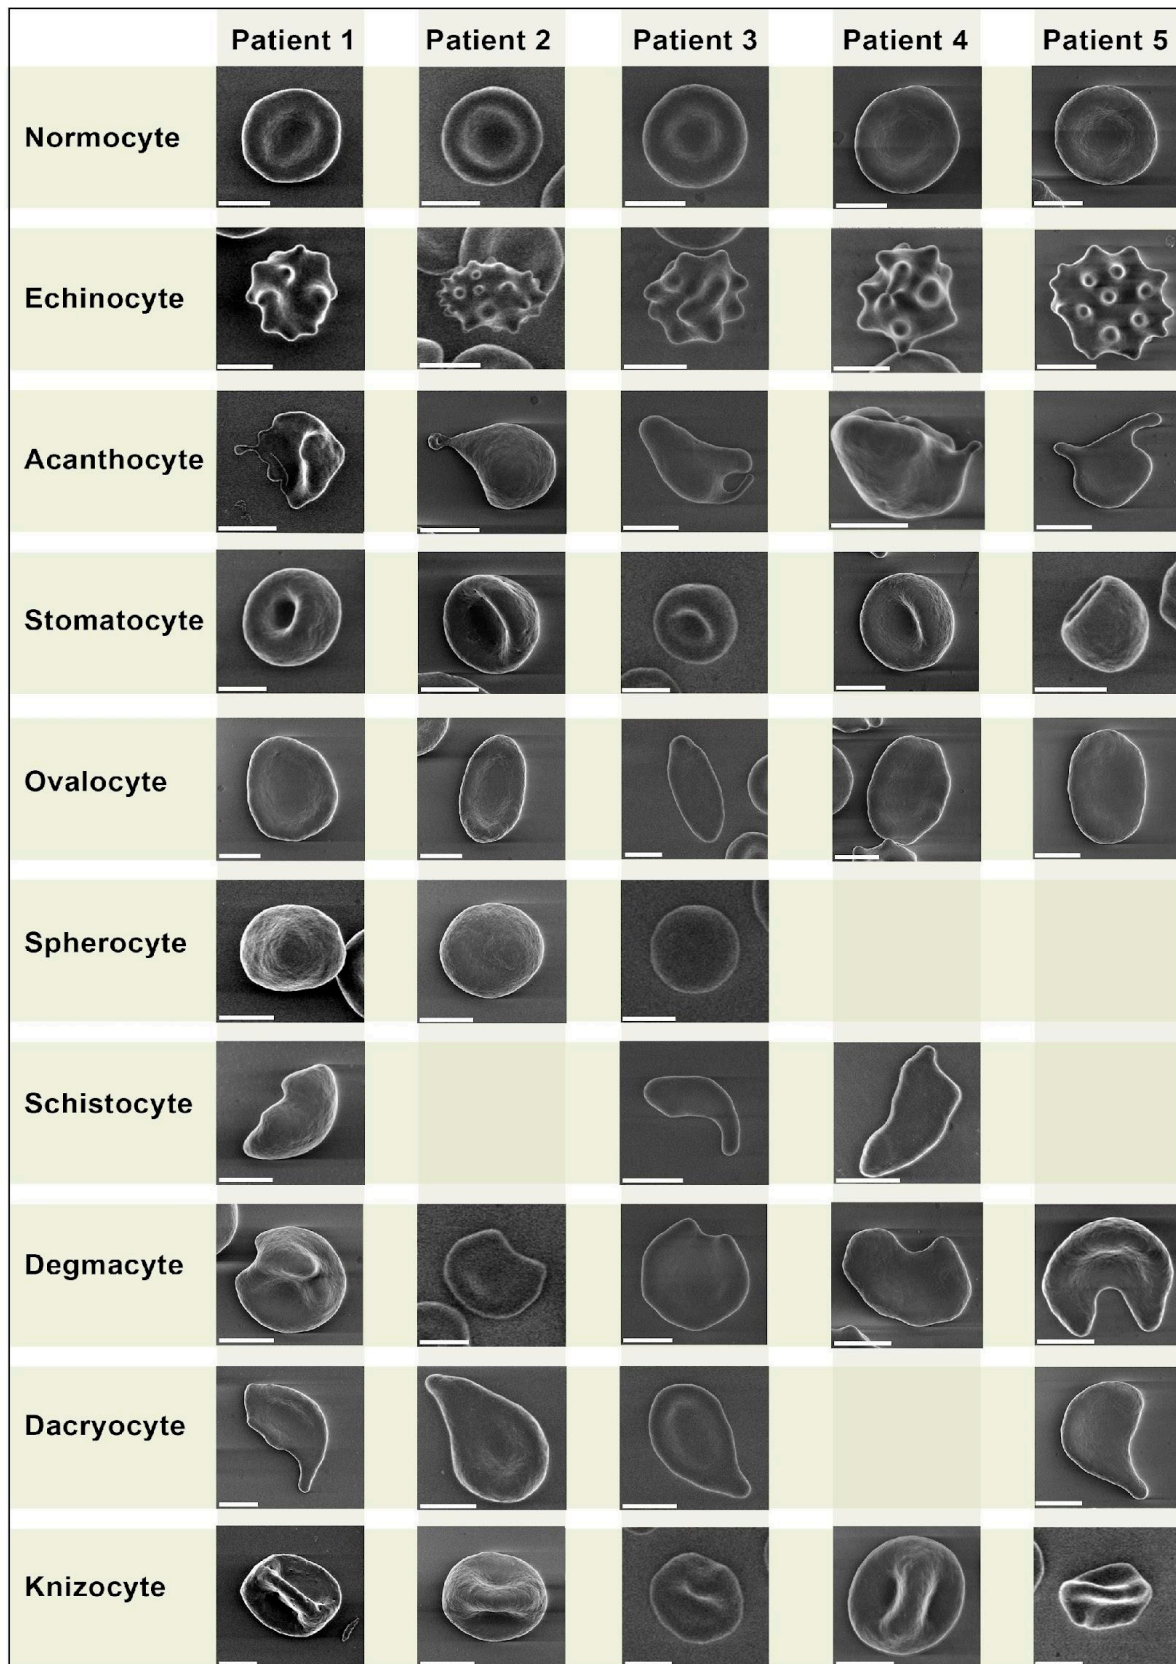 Patient 1 Patient 2 Patient 3 Patient 4 Patient 5
Normocyte
Echinocyte
Acanthocyte
Stomatocyte
Ovalocyte
Spherocyte
Schistocyte
Degmacyte
Dacryocyte
Knizocyte